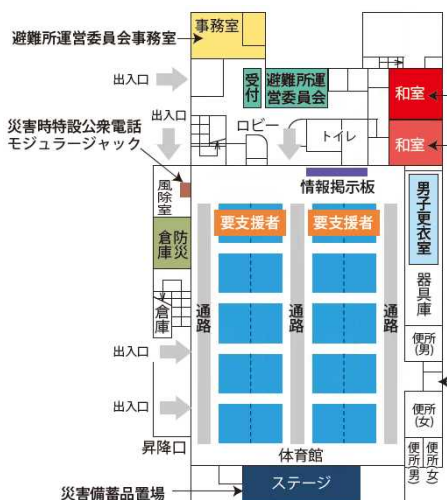 事務室
避難所運営委員会事務室
出入口
受付
避難所運
営委員会
和室
出入口
災害時特設公衆電話
モジュラージャック
ロビー
トイレ
和室
情報掲示板
風除室
男子更衣室
要支援者
要支援者
防災
倉庫
器具庫
倉庫
通路
通路
通路
便所
(男)
出入口
出入口
便所
(女)
昇降口
体育館
便所(男)
便所(女)
ステージ
災害備蓄品置場